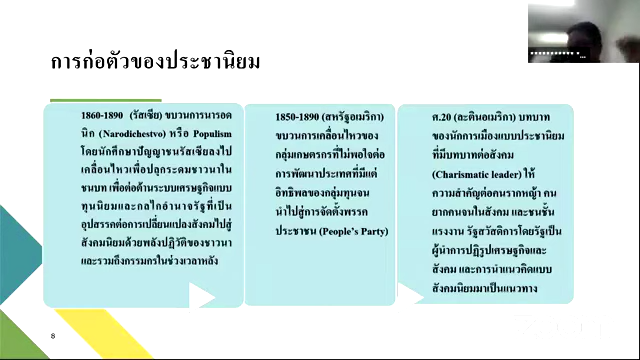 การก่อตัวของประชานิยม
1860-1890 (รัสเซีย) ขบวนการนารอด
นิก (Narodichestvo) หรือ Populism
โดยนักศึกษาปัญญาชนรัสเซียลงไป
เคลื่อนไหวเพื่อปลุกระดมชาวนาใน
ชนบท เพื่อต่อต้านระบบเศรษฐกิจแบบ
ทุนนิยมและกลไกอำนาจรัฐที่เป็น
อุปสรรคต่อการเปลี่ยนแปลงสังคมไปสู่
สังคมนิยมด้วยพลังปฏิวัติของชาวนา
และรวมถึงกรรมกรในช่วงเวลาหลัง
1850-1890 (สหรัฐอเมริกา)
ขบวนการเคลื่อนไหวของ
กลุ่มเกษตรกรที่ไม่พอใจต่อ
การพัฒนาประเทศที่มีแต่
อิทธิพลของกลุ่มทุนจน
นำไปสู่การจัดตั้งพรรค
ประชาชน (People's Party)
ศ.20 (ละตินอเมริกา) บทบาท
ของนักการเมืองแบบประชานิยม
ที่มีบทบาทต่อสังคม
(Charismatic leader) ให้
ความสำคัญต่อคนรากหญ้า คน
ยากคนจนในสังคม และชนชั้น
แรงงาน รัฐสวัสดิการโดยรัฐเป็น
ผู้นำการปฏิรูปเศรษฐกิจและ
สังคม และการนำแนวคิดแบบ
สังคมนิยมมาเป็นแนวทาง
8